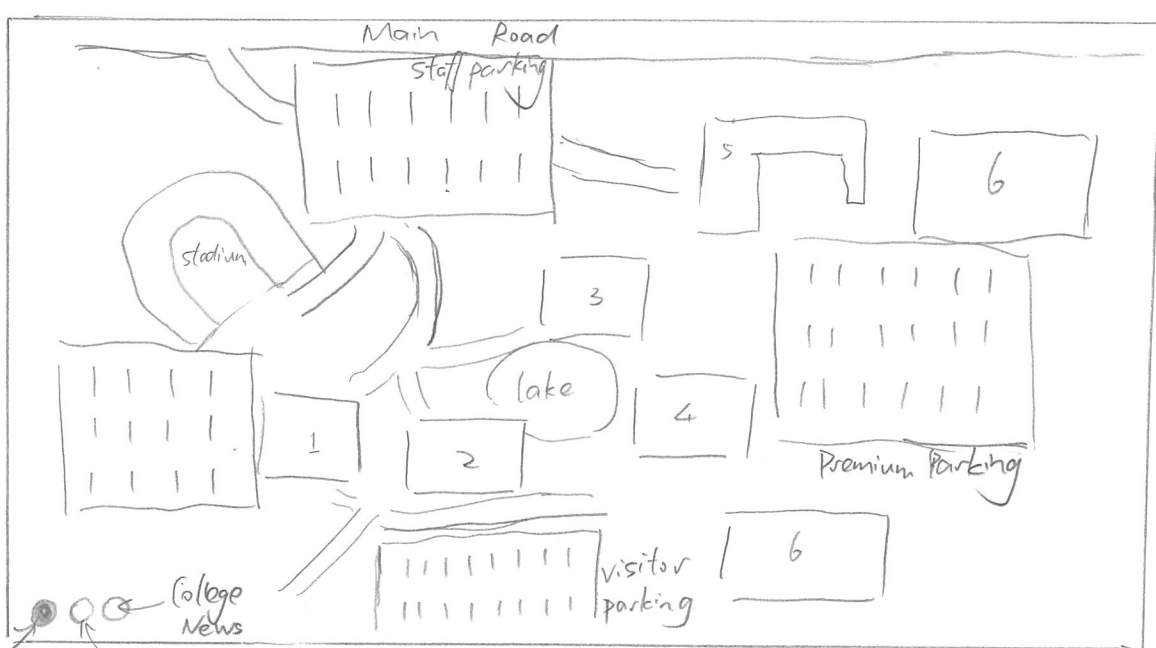 Main Road
Staff parking
5
6
stadium
3
lake
4
1
2
Premium Parking
6
visitor
parking
College
News